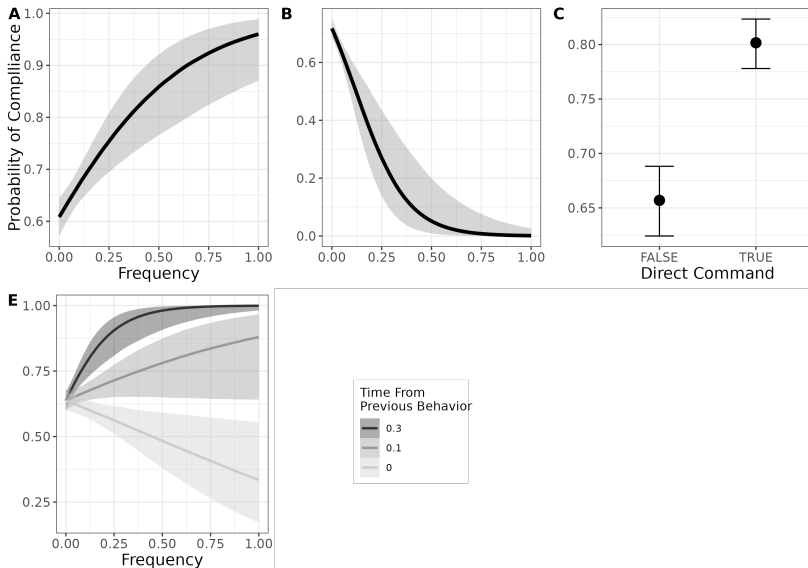 A
B
C
Probability of Complliance
1.0
0.9
0.8
0.7
0.6
0.00 0.25 0.50 0.75 1.00
Frequency
0.6
0.4
0.2
0.0
0.00 0.25 0.50 0.75 1.00
0.80
0.75
0.70
0.65
FALSE TRUE
Direct Command
E
1.00
0.75
0.50
0.25
0.00 0.25 0.50 0.75 1.00
Frequency
Time From
Previous Behavior
0.3
0.1
0